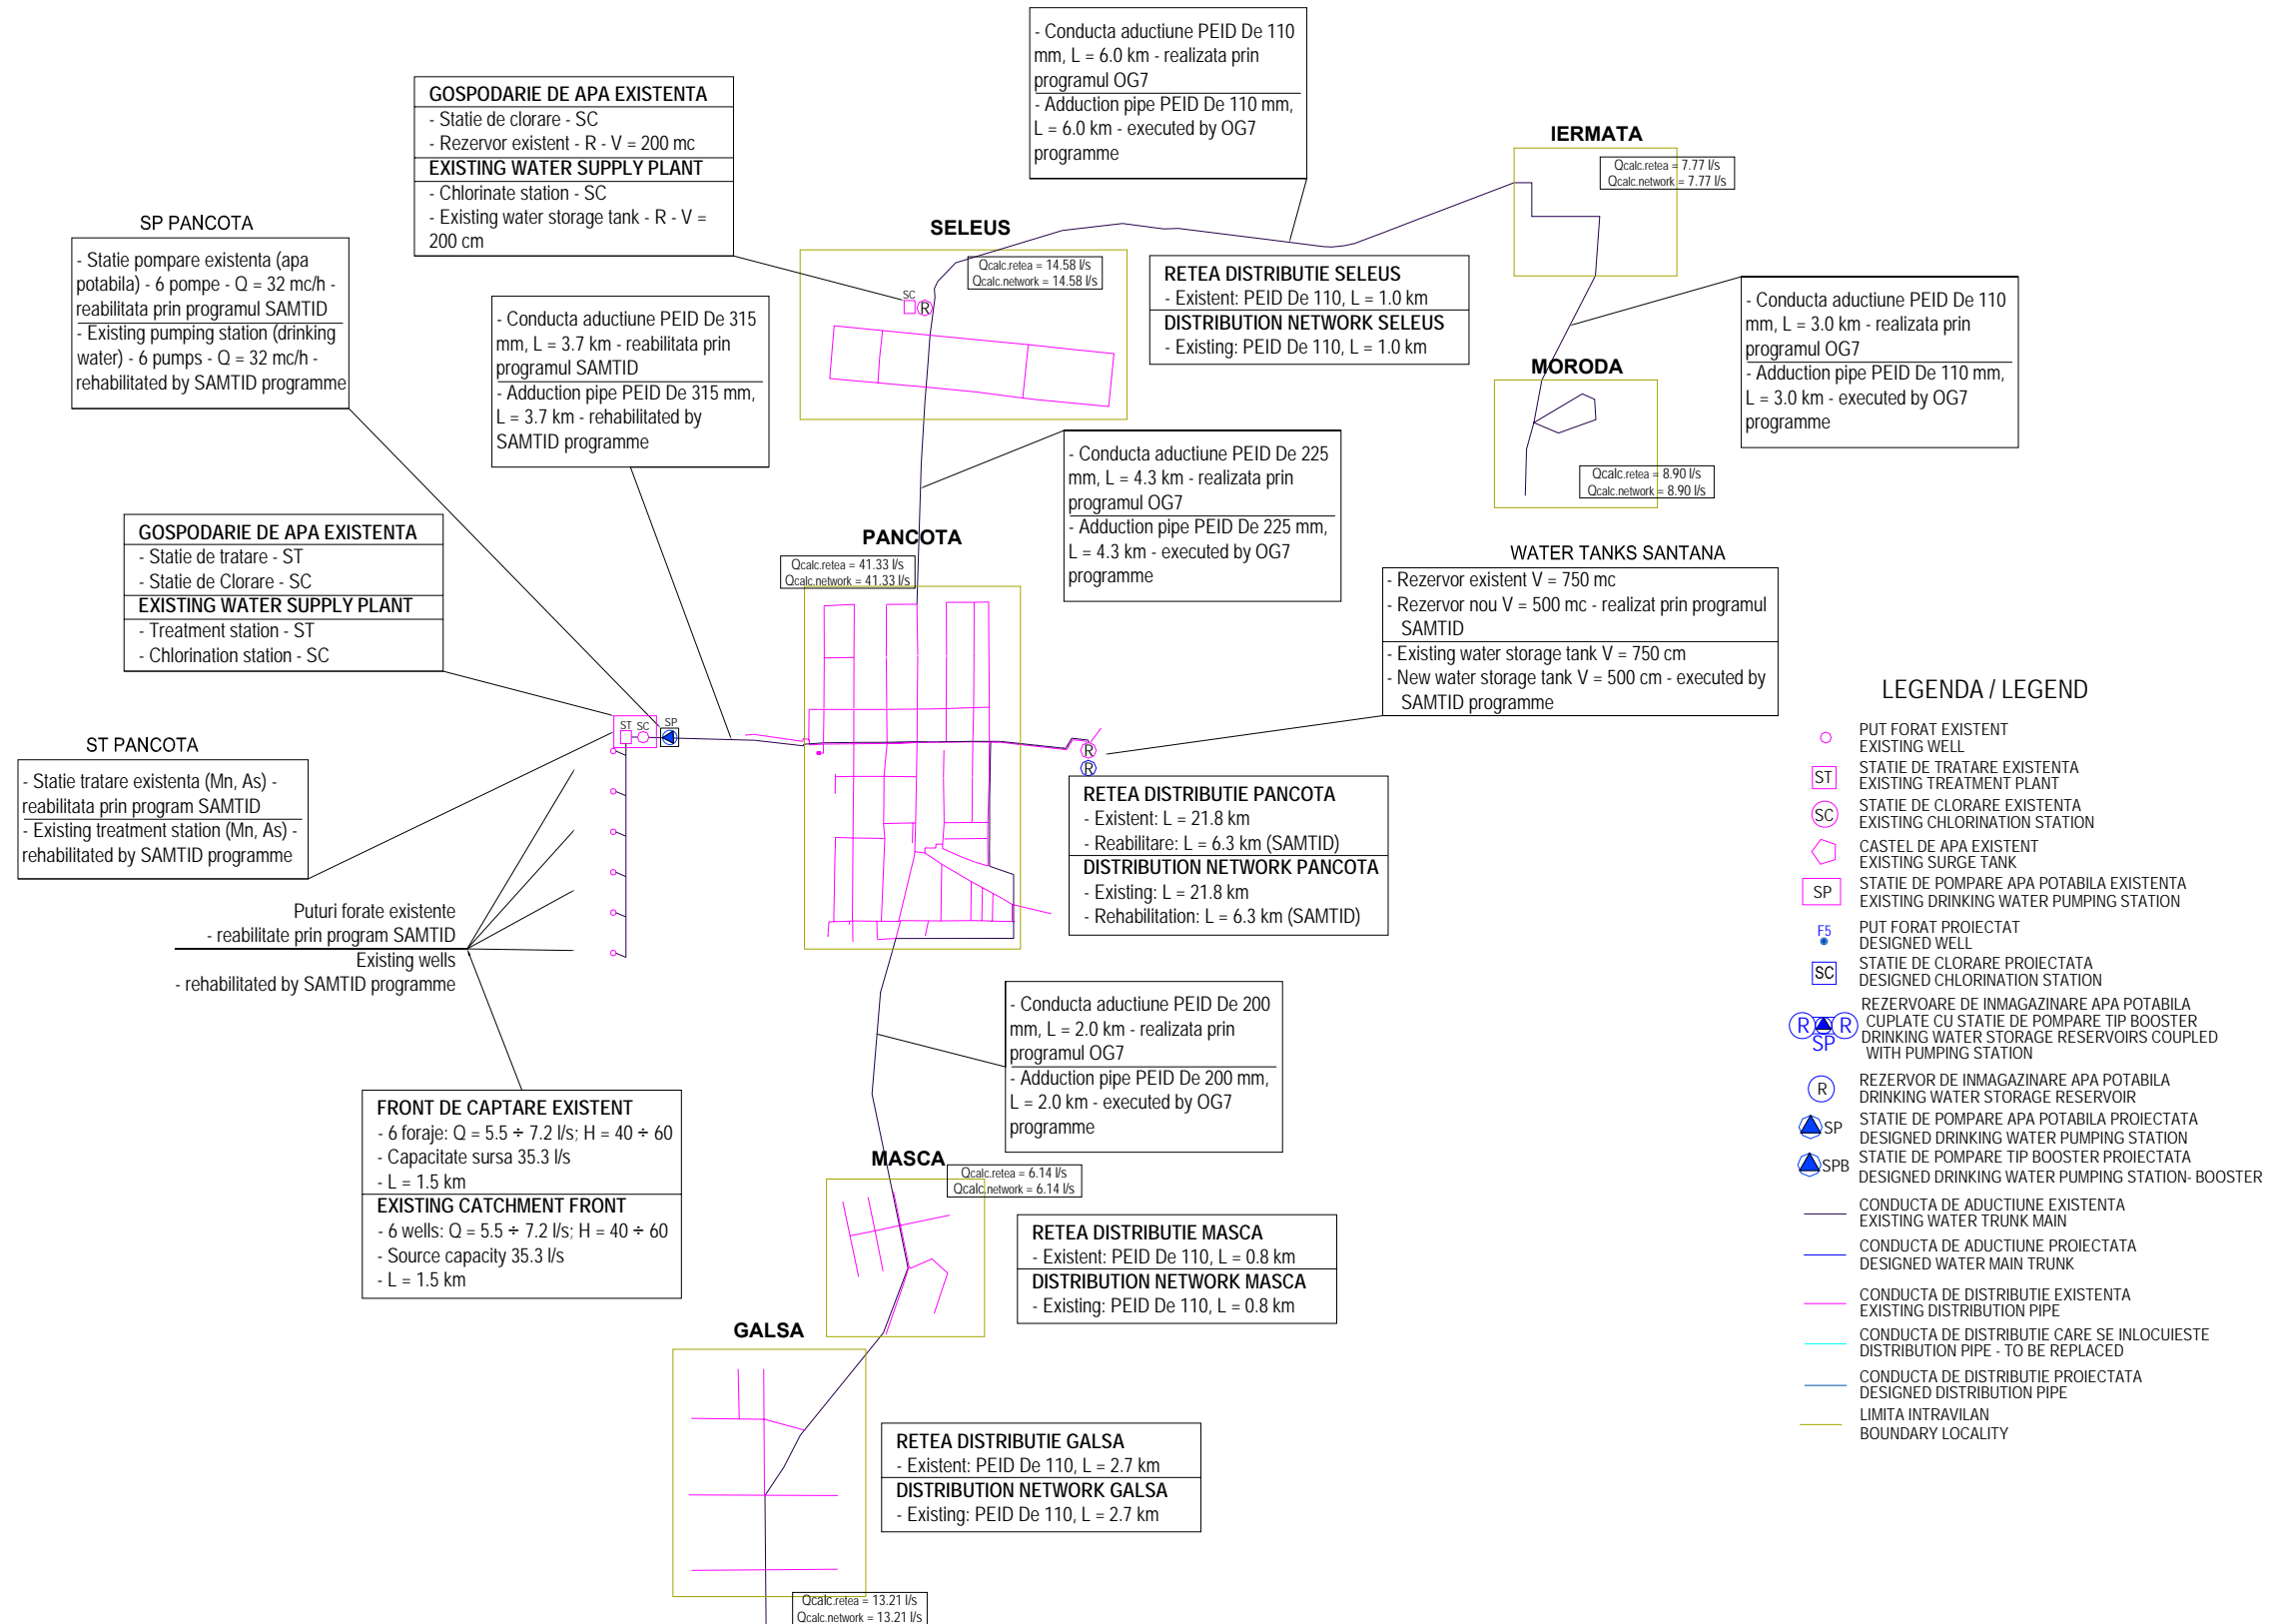 - Conducta aductiune PEID De 110
mm, L = 6.0 km - realizata prin
programul OG7
- Adduction pipe PEID De 110 mm,
L = 6.0 km - executed by OG7
programme
GOSPODARIE DE APA EXISTENTA
- Statie de clorare - SC
- Rezervor existent - R - V = 200 mc
EXISTING WATER SUPPLY PLANT
- Chlorinate station - SC
- Existing water storage tank - R - V =
200 cm
IERMATA
Qcalc.retea = 7.77 l/s
Qcalc.network = 7.77 l/s
SP PANCOTA
- Statie pompare existenta (apa
potabila) - 6 pompe - Q = 32 mc/h -
reabilitata prin programul SAMTID
- Existing pumping station (drinking
water) - 6 pumps - Q = 32 mc/h -
rehabilitated by SAMTID programme
SELEUS
Qcalc.retea = 14.58 l/s
Qcalc.network = 14.58 l/s
SC
R
RETEA DISTRIBUTIE SELEUS
- Existent: PEID De 110, L = 1.0 km
DISTRIBUTION NETWORK SELEUS
- Existing: PEID De 110, L = 1.0 km
- Conducta aductiune PEID De 110
mm, L = 3.0 km - realizata prin
programul OG7
- Adduction pipe PEID De 110 mm,
L = 3.0 km - executed by OG7
programme
- Conducta aductiune PEID De 315
mm, L = 3.7 km - reabilitata prin
programul SAMTID
- Adduction pipe PEID De 315 mm,
L = 3.7 km - rehabilitated by
SAMTID programme
MORODA
Qcalc.retea = 8.90 l/s
Qcalc.network = 8.90 l/s
- Conducta aductiune PEID De 225
mm, L = 4.3 km - realizata prin
programul OG7
- Adduction pipe PEID De 225 mm,
L = 4.3 km - executed by OG7
programme
GOSPODARIE DE APA EXISTENTA
- Statie de tratare - ST
- Statie de Clorare - SC
EXISTING WATER SUPPLY PLANT
- Treatment station - ST
- Chlorination station - SC
PANCOTA
Qcalc.retea = 41.33 l/s
Qcalc.network = 41.33 l/s
WATER TANKS SANTANA
- Rezervor existent V = 750 mc
- Rezervor nou V = 500 mc - realizat prin programul
SAMTID
- Existing water storage tank V = 750 cm
- New water storage tank V = 500 cm - executed by
SAMTID programme
ST SC SP
R
R
ST PANCOTA
- Statie tratare existenta (Mn, As) -
reabilitata prin program SAMTID
- Existing treatment station (Mn, As) -
rehabilitated by SAMTID programme
RETEA DISTRIBUTIE PANCOTA
- Existent: L = 21.8 km
- Reabilitare: L = 6.3 km (SAMTID)
DISTRIBUTION NETWORK PANCOTA
- Existing: L = 21.8 km
- Rehabilitation: L = 6.3 km (SAMTID)
Puturi forate existente
- reabilitate prin program SAMTID
Existing wells
- rehabilitated by SAMTID programme
- Conducta aductiune PEID De 200
mm, L = 2.0 km - realizata prin
programul OG7
- Adduction pipe PEID De 200 mm,
L = 2.0 km - executed by OG7
programme
FRONT DE CAPTARE EXISTENT
- 6 foraje: Q = 5.5 ÷ 7.2 l/s; H = 40 ÷ 60
- Capacitate sursa 35.3 l/s
- L = 1.5 km
EXISTING CATCHMENT FRONT
- 6 wells: Q = 5.5 ÷ 7.2 l/s; H = 40 ÷ 60
- Source capacity 35.3 l/s
- L = 1.5 km
MASCA
Qcalc.retea = 6.14 l/s
Qcalc.network = 6.14 l/s
RETEA DISTRIBUTIE MASCA
- Existent: PEID De 110, L = 0.8 km
DISTRIBUTION NETWORK MASCA
- Existing: PEID De 110, L = 0.8 km
GALSA
RETEA DISTRIBUTIE GALSA
- Existent: PEID De 110, L = 2.7 km
DISTRIBUTION NETWORK GALSA
- Existing: PEID De 110, L = 2.7 km
Qcalc.retea = 13.21 l/s
Qcalc.network = 13.21 l/s
LEGENDA / LEGEND
PUT FORAT EXISTENT
EXISTING WELL
ST
STATIE DE TRATARE EXISTENTA
EXISTING TREATMENT PLANT
SC
STATIE DE CLORARE EXISTENTA
EXISTING CHLORINATION STATION
CASTEL DE APA EXISTENT
EXISTING SURGE TANK
SP
STATIE DE POMPARE APA POTABILA EXISTENTA
EXISTING DRINKING WATER PUMPING STATION
F5
PUT FORAT PROIECTAT
DESIGNED WELL
SC
STATIE DE CLORARE PROIECTATA
DESIGNED CHLORINATION STATION
R R
SP
REZERVOARE DE INMAGAZINARE APA POTABILA
CUPLATE CU STATIE DE POMPARE TIP BOOSTER
DRINKING WATER STORAGE RESERVOIRS COUPLED
WITH PUMPING STATION
R
REZERVOR DE INMAGAZINARE APA POTABILA
DRINKING WATER STORAGE RESERVOIR
SP
STATIE DE POMPARE APA POTABILA PROIECTATA
DESIGNED DRINKING WATER PUMPING STATION
SPB
STATIE DE POMPARE TIP BOOSTER PROIECTATA
DESIGNED DRINKING WATER PUMPING STATION- BOOSTER
CONDUCTA DE ADUCTIUNE EXISTENTA
EXISTING WATER TRUNK MAIN
CONDUCTA DE ADUCTIUNE PROIECTATA
DESIGNED WATER MAIN TRUNK
CONDUCTA DE DISTRIBUTIE EXISTENTA
EXISTING DISTRIBUTION PIPE
CONDUCTA DE DISTRIBUTIE CARE SE INLOCUIESTE
DISTRIBUTION PIPE - TO BE REPLACED
CONDUCTA DE DISTRIBUTIE PROIECTATA
DESIGNED DISTRIBUTION PIPE
LIMITA INTRAVILAN
BOUNDARY LOCALITY